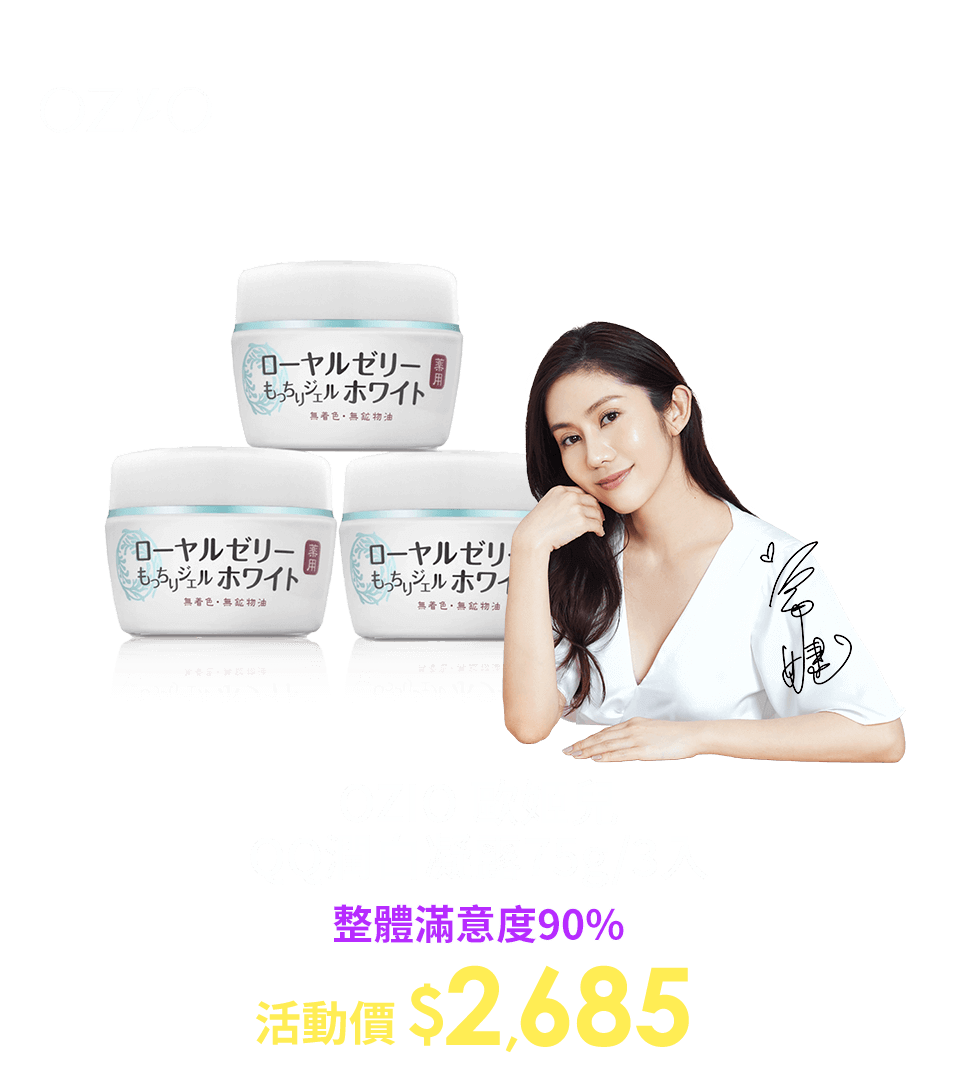 ローヤルゼリー
もっちりジェル ホワイト
薬用
無着色・無鉱物油
ローヤルゼリー
もっちりジェル ホワイト
薬用
無着色・無鉱物油
ローヤルゼリ
もっちりジェル ホワイ
無着色・無鉱物油
整體滿意度90%
活動價 $2,685